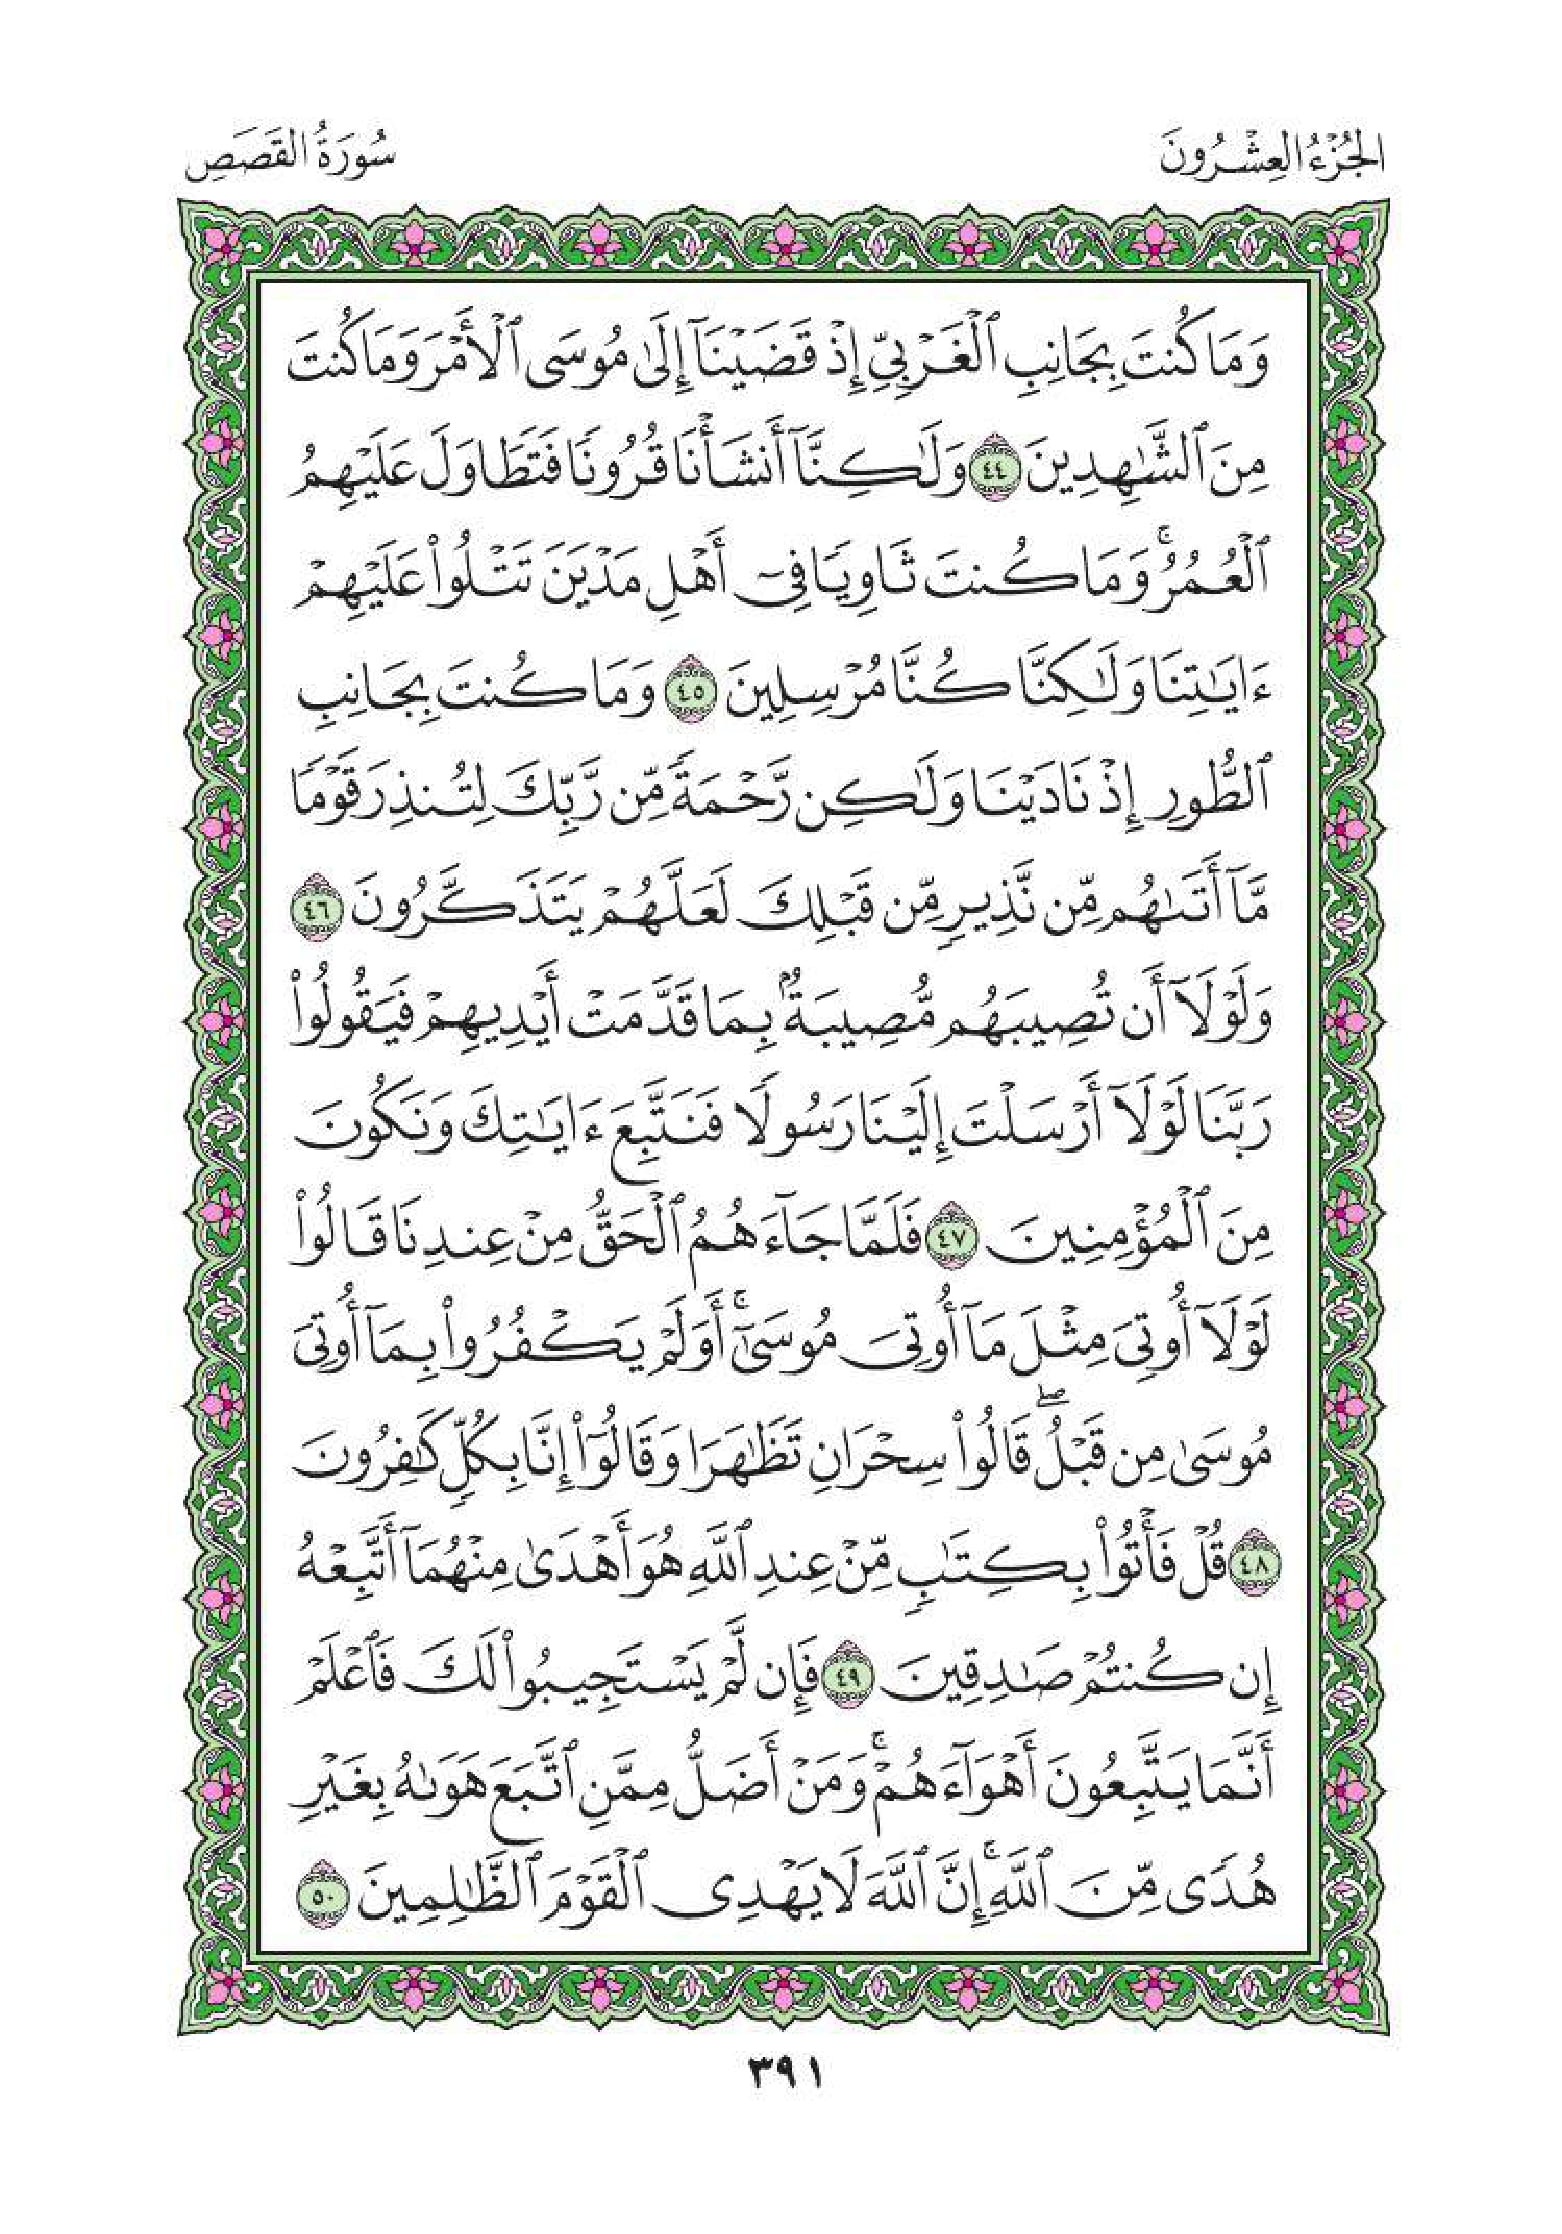 الجُزْءُ العِشْرُونَ
سُورَةُ القَصَصِ
وَمَا كُنتَ بِجَانِبِ ٱلْغَرْبِيِّ إِذْ قَضَيْنَآ إِلَىٰ مُوسَى ٱلْأَمْرَ وَمَا كُنتَ
مِنَ ٱلشَّٰهِدِينَ ٤٤ وَلَٰكِنَّآ أَنشَأْنَا قُرُونًا فَتَطَاوَلَ عَلَيْهِمُ
ٱلْعُمُرُ ۚ وَمَا كُنتَ ثَاوِيًا فِىٓ أَهْلِ مَدْيَنَ تَتْلُوا۟ عَلَيْهِمْ
ءَايَٰتِنَا وَلَٰكِنَّا كُنَّا مُرْسِلِينَ ٤٥ وَمَا كُنتَ بِجَانِبِ
ٱلطُّورِ إِذْ نَادَيْنَا وَلَٰكِن رَّحْمَةً مِّن رَّبِّكَ لِتُنذِرَ قَوْمًا
مَّآ أَتَىٰهُم مِّن نَّذِيرٍ مِّن قَبْلِكَ لَعَلَّهُمْ يَتَذَكَّرُونَ ٤٦
وَلَوْلَآ أَن تُصِيبَهُم مُّصِيبَةٌۢ بِمَا قَدَّمَتْ أَيْدِيهِمْ فَيَقُولُوا۟
رَبَّنَا لَوْلَآ أَرْسَلْتَ إِلَيْنَا رَسُولًا فَنَتَّبِعَ ءَايَٰتِكَ وَنَكُونَ
مِنَ ٱلْمُؤْمِنِينَ ٤٧ فَلَمَّا جَآءَهُمُ ٱلْحَقُّ مِنْ عِندِنَا قَالُوا۟
لَوْلَآ أُوتِىَ مِثْلَ مَآ أُوتِىَ مُوسَىٰٓ ۚ أَوَلَمْ يَكْفُرُوا۟ بِمَآ أُوتِىَ
مُوسَىٰ مِن قَبْلُ ۖ قَالُوا۟ سِحْرَانِ تَظَٰهَرَا وَقَالُوٓا۟ إِنَّا بِكُلٍّ كَٰفِرُونَ
٤٨ قُلْ فَأْتُوا۟ بِكِتَٰبٍ مِّنْ عِندِ ٱللَّهِ هُوَ أَهْدَىٰ مِنْهُمَآ أَتَّبِعْهُ
إِن كُنتُمْ صَٰدِقِينَ ٤٩ فَإِن لَّمْ يَسْتَجِيبُوا۟ لَكَ فَٱعْلَمْ
أَنَّمَا يَتَّبِعُونَ أَهْوَآءَهُمْ ۚ وَمَنْ أَضَلُّ مِمَّنِ ٱتَّبَعَ هَوَىٰهُ بِغَيْرِ
هُدًى مِّنَ ٱللَّهِ ۚ إِنَّ ٱللَّهَ لَا يَهْدِى ٱلْقَوْمَ ٱلظَّٰلِمِينَ ٥٠
٣٩١